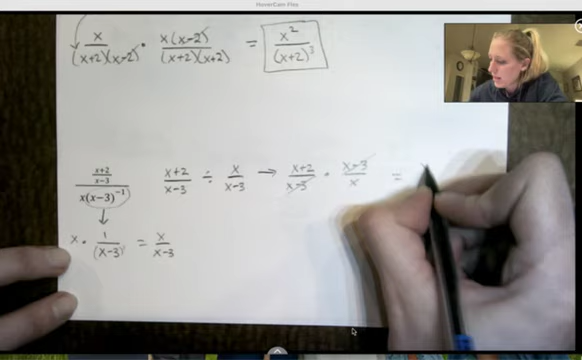 HoverCam Flex
x/((x+2)(x-2)) · x(x-2)/((x+2)(x+2)) = x²/(x+2)³
((x+2)/(x-3))/(x(x-3)⁻¹) (x+2)/(x-3) ÷ x/(x-3) → (x+2)/(x-3) · (x-3)/x =
x · 1/(x-3) = x/(x-3)